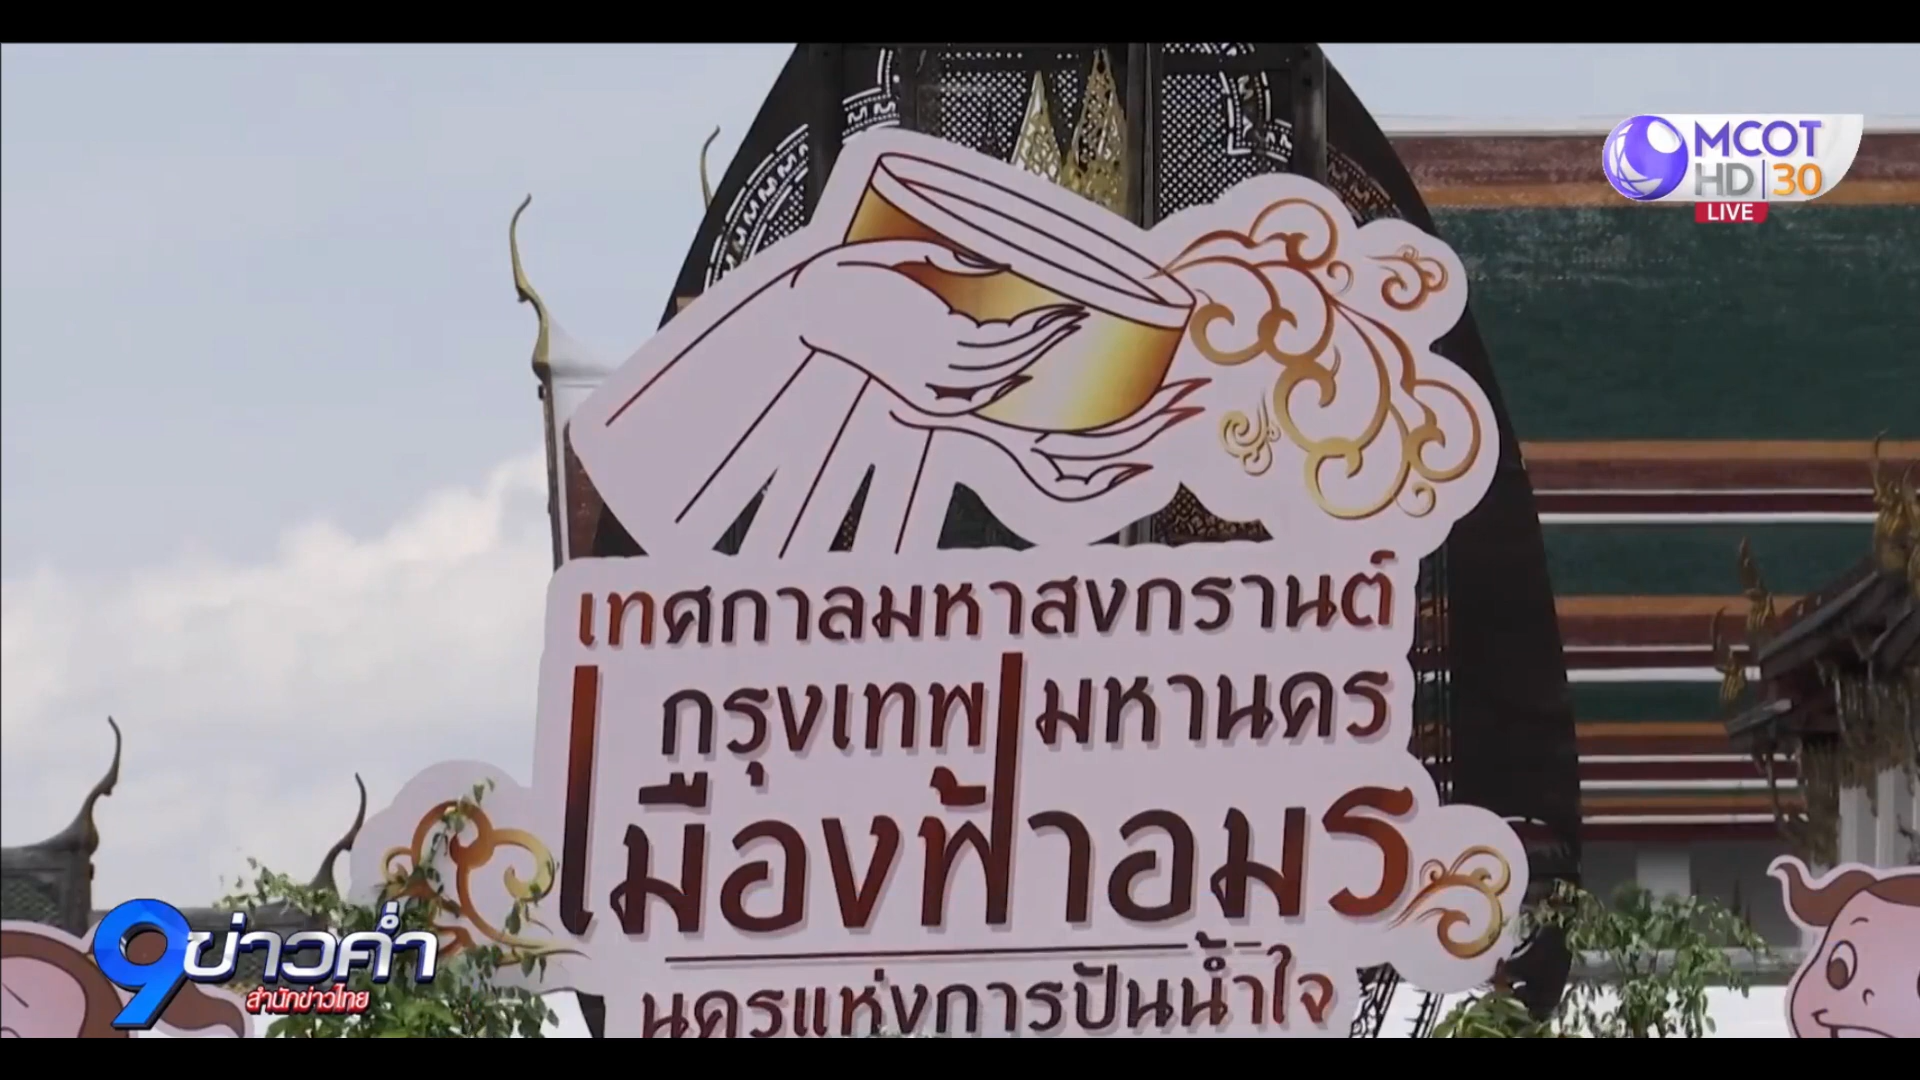 MCOT
HD 30
LIVE
เทศกาลมหาสงกรานต์
กรุงเทพมหานคร
เมืองฟ้าอมร
นครแห่งการปันน้ำใจ
9 ข่าวค่ำ
สำนักข่าวไทย